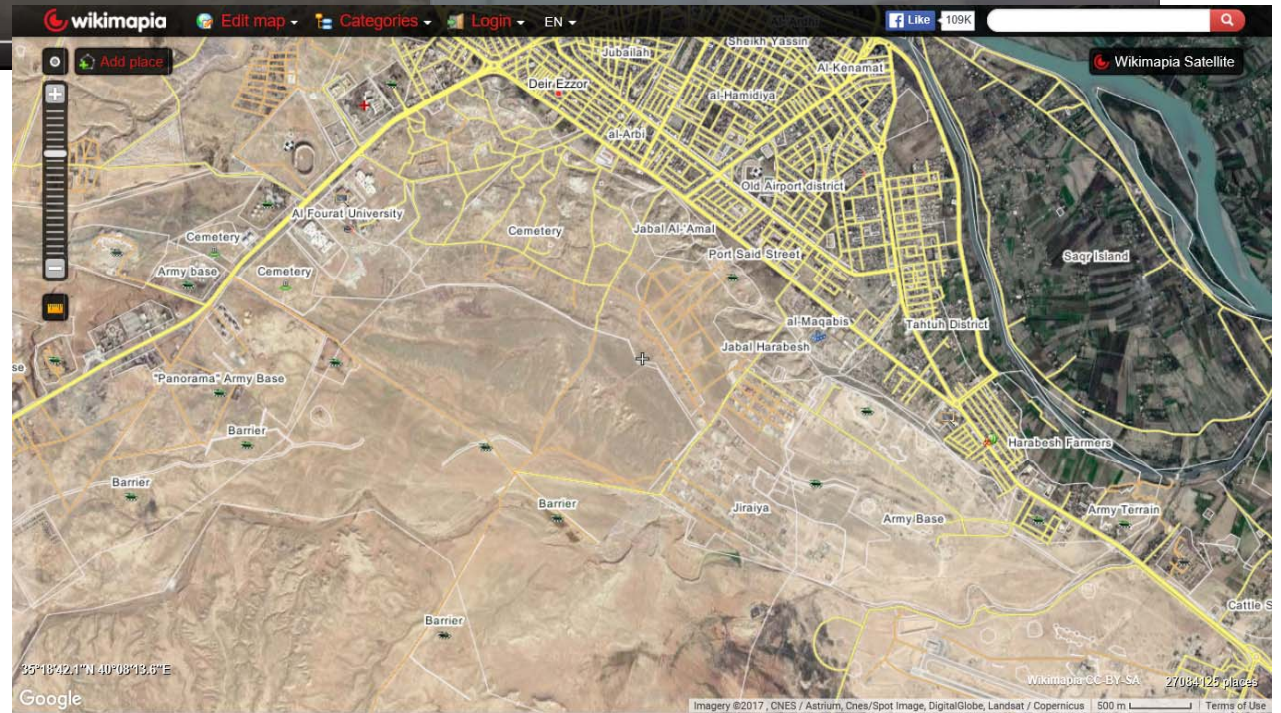 wikimapia Edit map Categories Login EN Like 109K
Add place
Wikimapia Satellite
Sheikh Yassin
Jubailah
Al-Kenamat
Deir Ezzor
al-Hamidiya
al-Arbi
Old Airport district
Al Fourat University
Cemetery
Cemetery
Jabal Al-'Amal
Port Said Street
Saqr Island
Army base
Cemetery
al-Maqabis
Tahtuh District
Jabal Harabesh
se
"Panorama" Army Base
Barrier
Harabesh Farmers
Barrier
Barrier
Jiraiya
Army Base
Army Terrain
Cattle S
Barrier
35°18'42.1"N 40°08'13.6"E
Wikimapia CC-BY-SA 27084125 places
Google
Imagery ©2017 , CNES / Astrium, Cnes/Spot Image, DigitalGlobe, Landsat / Copernicus 500 m Terms of Use